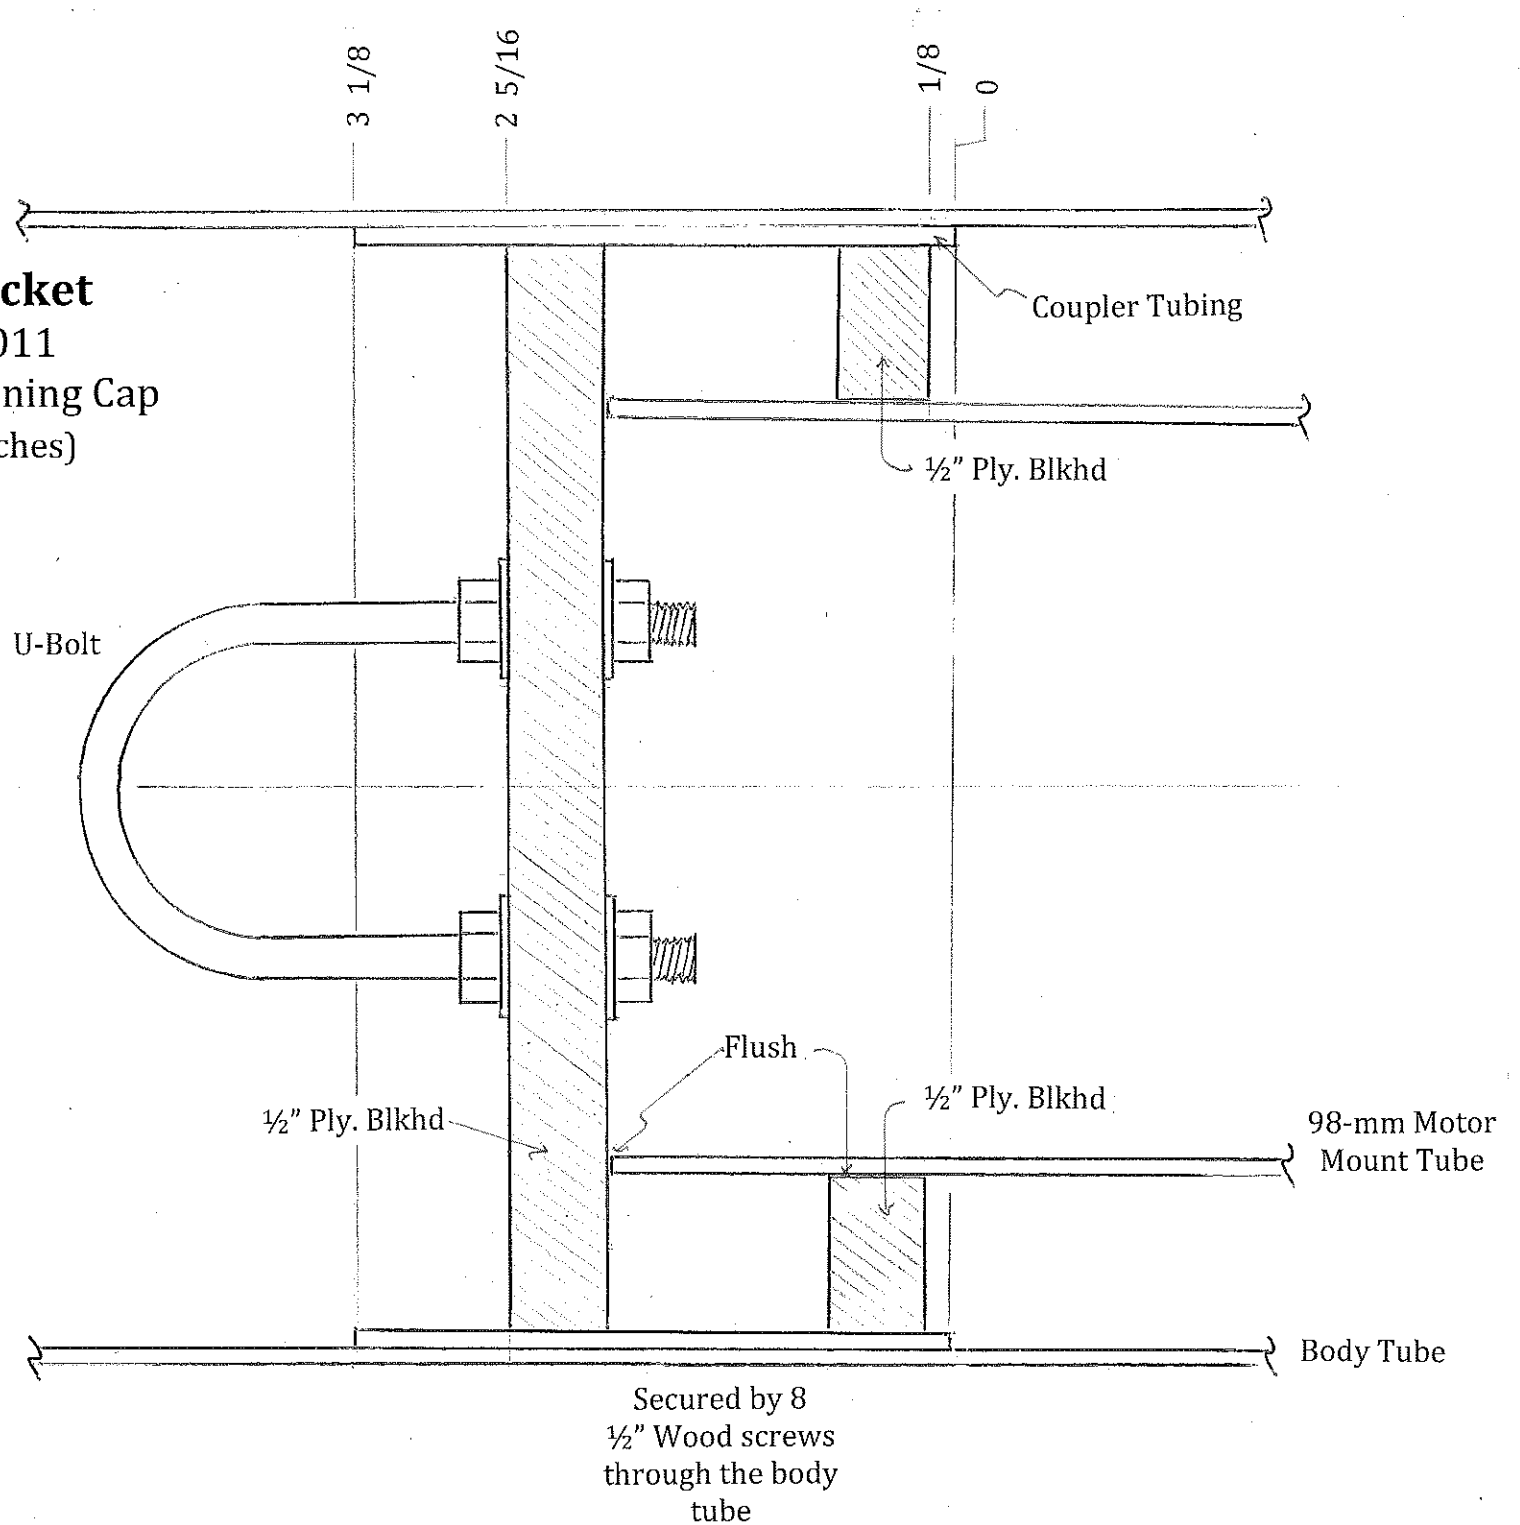 3 1/8
2 5/16
1/8
0
cket
011
ning Cap
ches)
Coupler Tubing
½” Ply. Blkhd
U-Bolt
Flush
½” Ply. Blkhd
½” Ply. Blkhd
98-mm Motor
Mount Tube
Body Tube
Secured by 8
½” Wood screws
through the body
tube